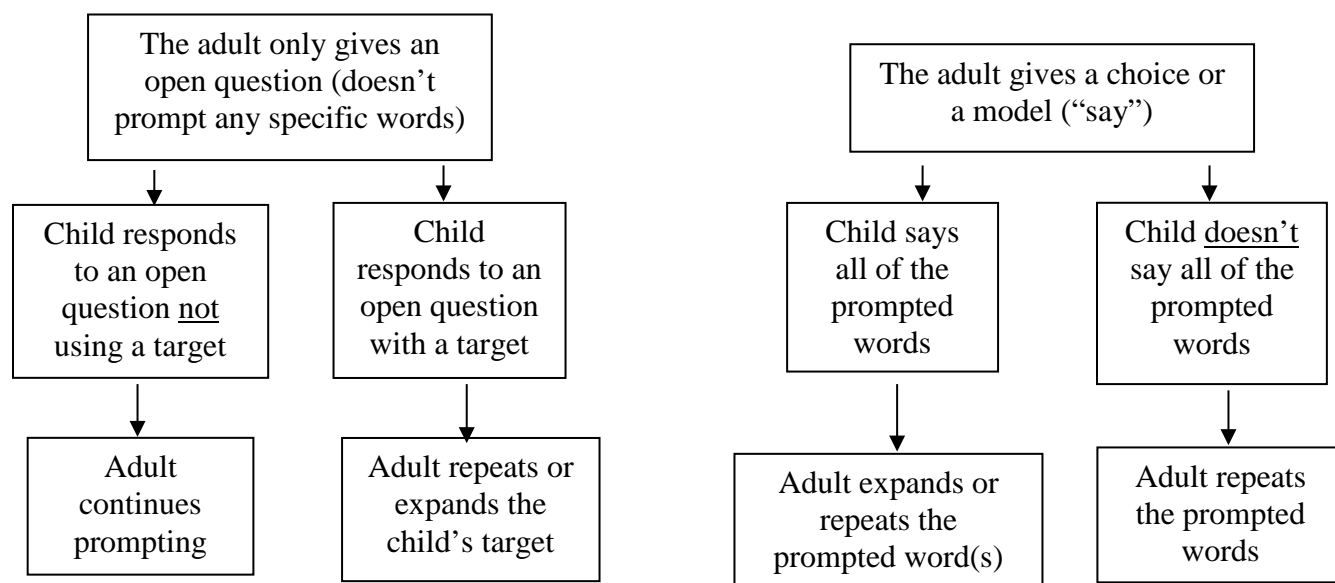 The adult only gives an
open question (doesn’t
prompt any specific words)
The adult gives a choice or
a model (“say”)
Child responds
to an open
question not
using a target
Child
responds to an
open question
with a target
Child says
all of the
prompted
words
Child doesn’t
say all of the
prompted
words
Adult
continues
prompting
Adult repeats or
expands the
child’s target
Adult expands or
repeats the
prompted word(s)
Adult repeats
the prompted
words